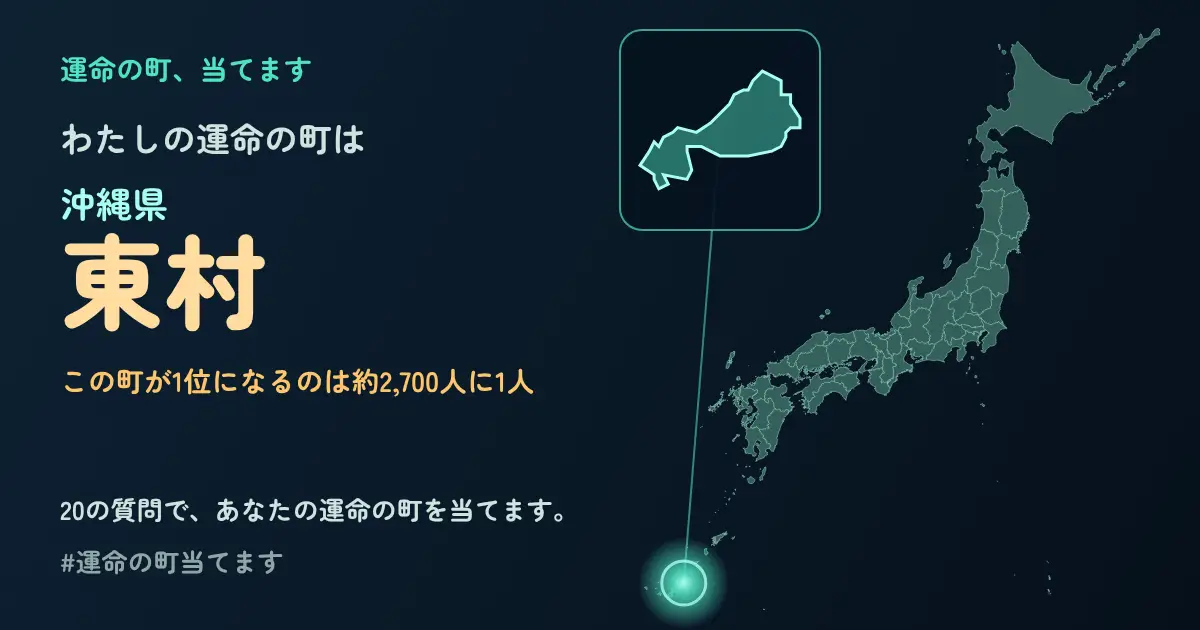 運命の町、当てます
わたしの運命の町は
沖縄県
東村
この町が1位になるのは約2,700人に1人
20の質問で、あなたの運命の町を当てます。
#運命の町当てます